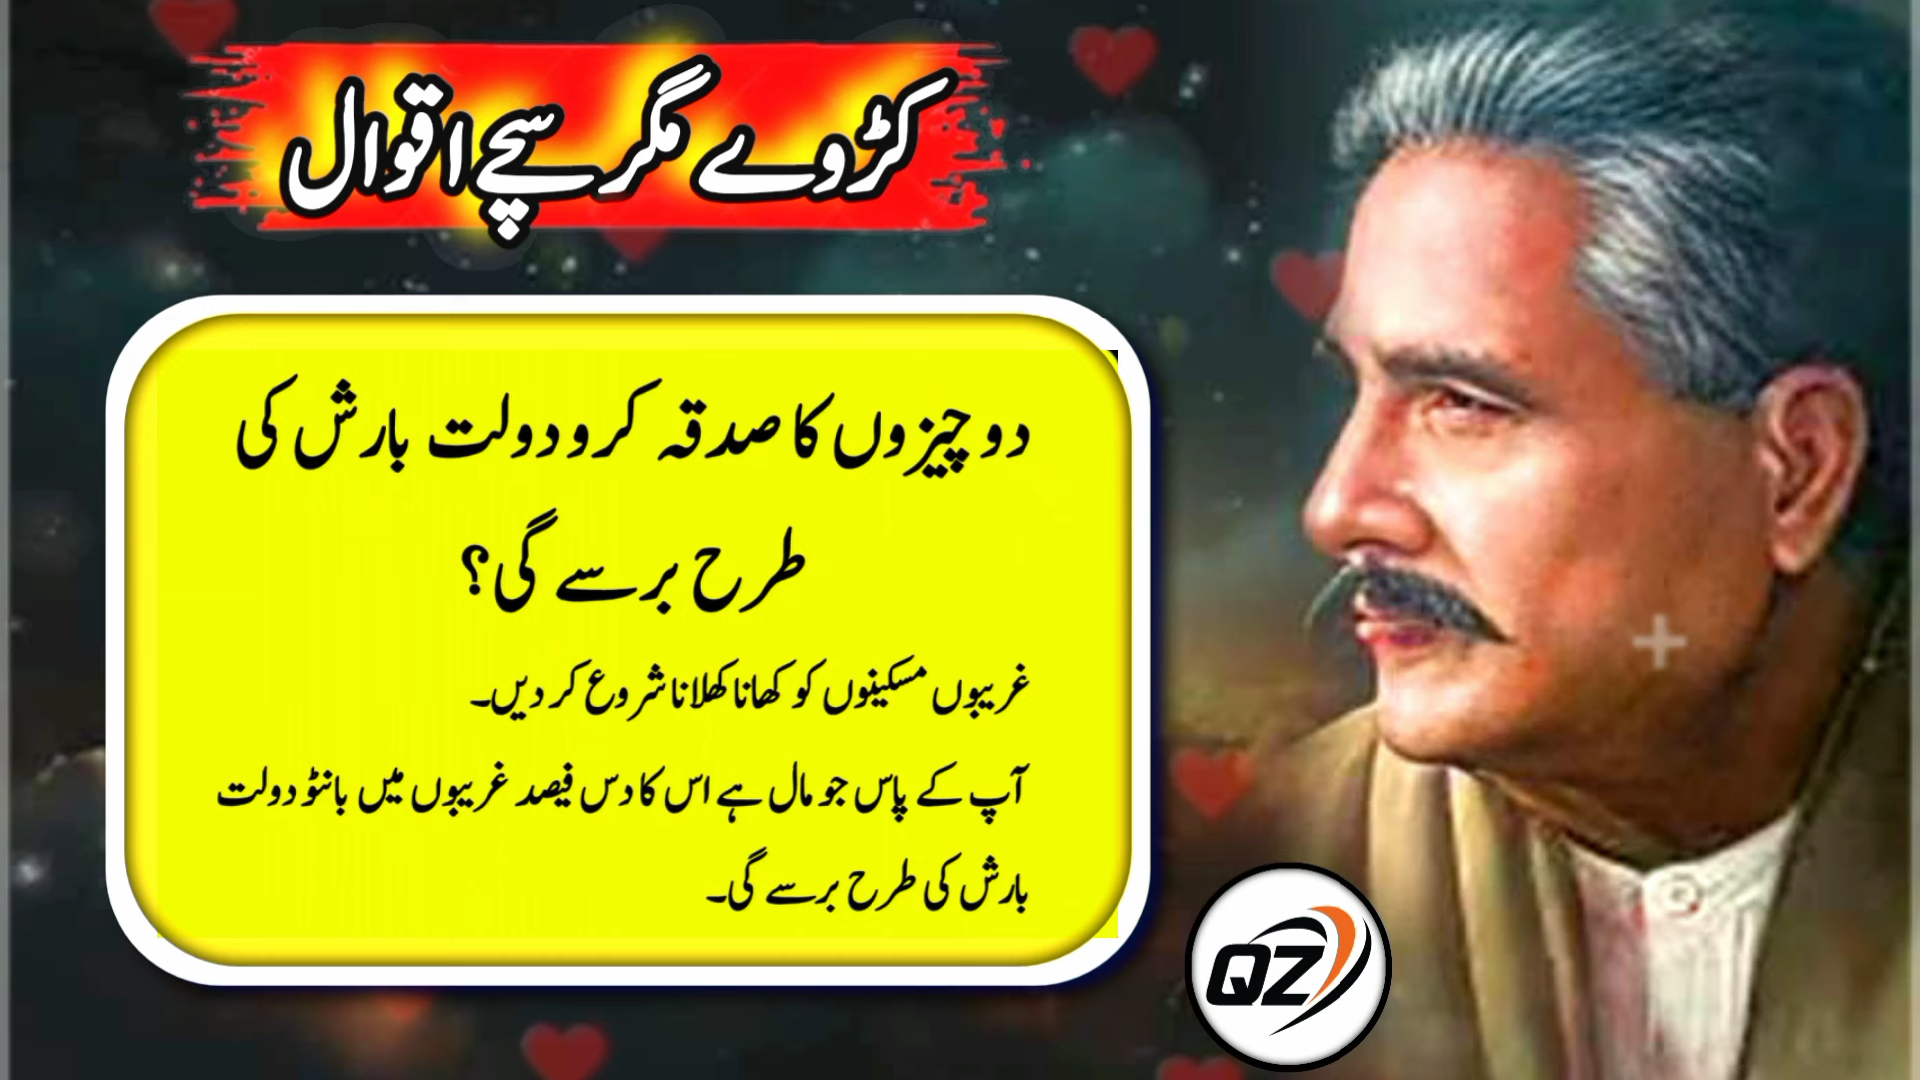 کڑوے مگر سچے اقوال
دو چیزوں کا صدقہ کرو دولت بارش کی
طرح برسے گی؟
غریبوں مسکینوں کو کھانا کھلانا شروع کر دیں۔
آپ کے پاس جو مال ہے اس کا دس فیصد غریبوں میں بانٹو دولت
بارش کی طرح برسے گی۔
QZ